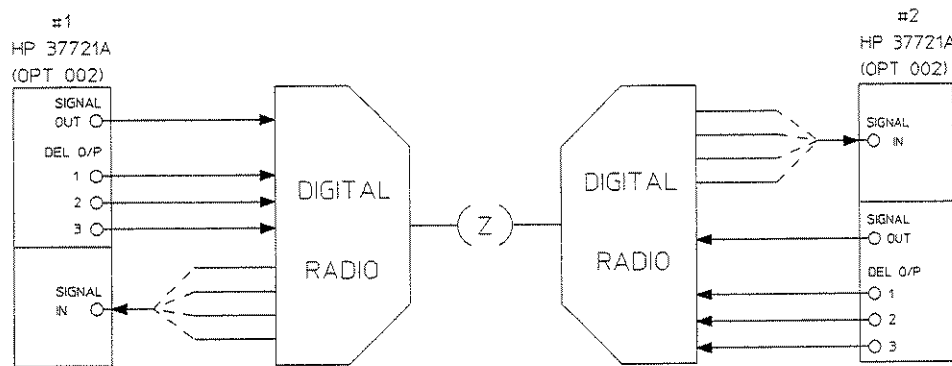 #1
HP 37721A
(OPT 002)
SIGNAL
OUT
DEL O/P
1
2
3
SIGNAL
IN
DIGITAL
RADIO
(Z)
DIGITAL
RADIO
#2
HP 37721A
(OPT 002)
SIGNAL
IN
SIGNAL
OUT
DEL O/P
1
2
3